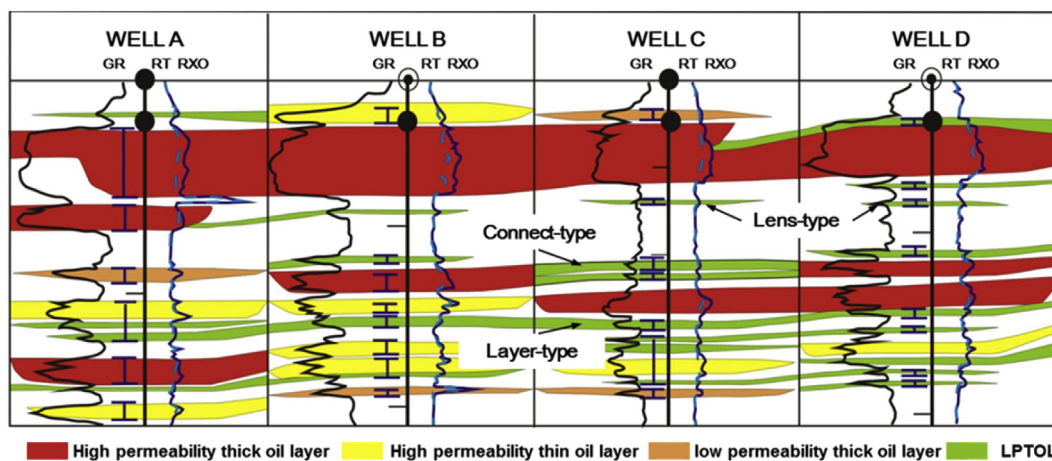 WELL A
GR RT RXO
WELL B
GR RT RXO
WELL C
GR RT RXO
WELL D
GR RT RXO
Connect-type
Lens-type
Layer-type
High permeability thick oil layer
High permeability thin oil layer
low permeability thick oil layer
LPTOL